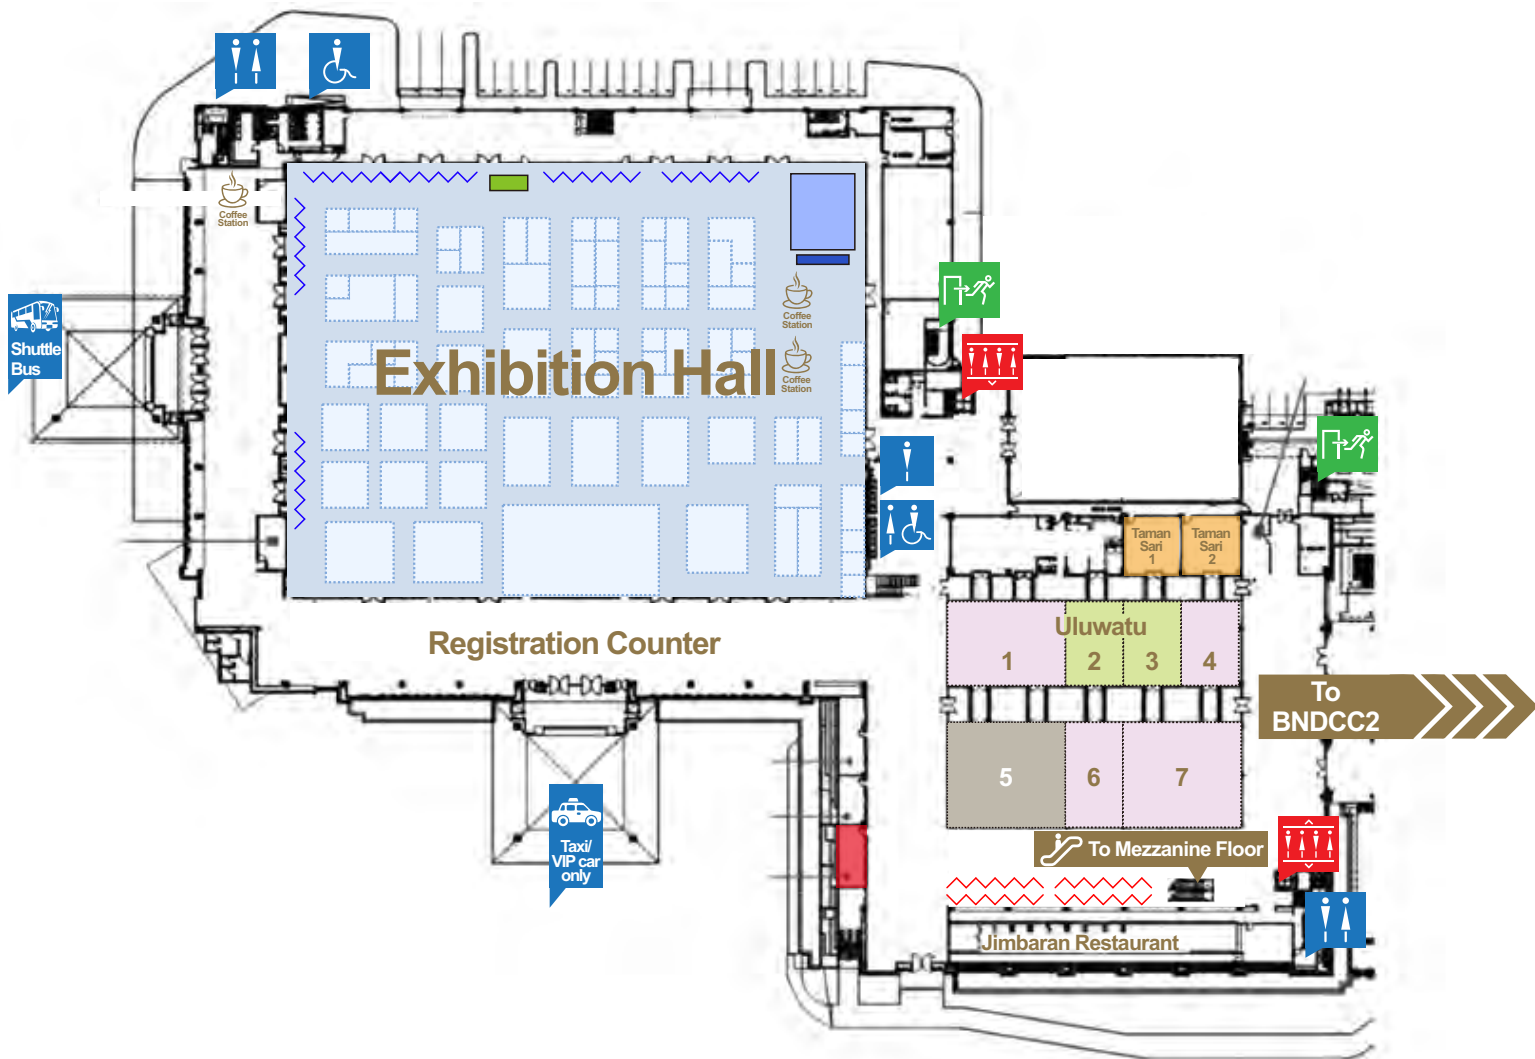 Coffee
Station
Shuttle
Bus
Exhibition Hall
Coffee
Station
Coffee
Station
Taman
Sari
1
Taman
Sari
2
Registration Counter
Uluwatu
1
2
3
4
To
BNDCC2
5
6
7
Taxi/
VIP car
only
To Mezzanine Floor
Jimbaran Restaurant